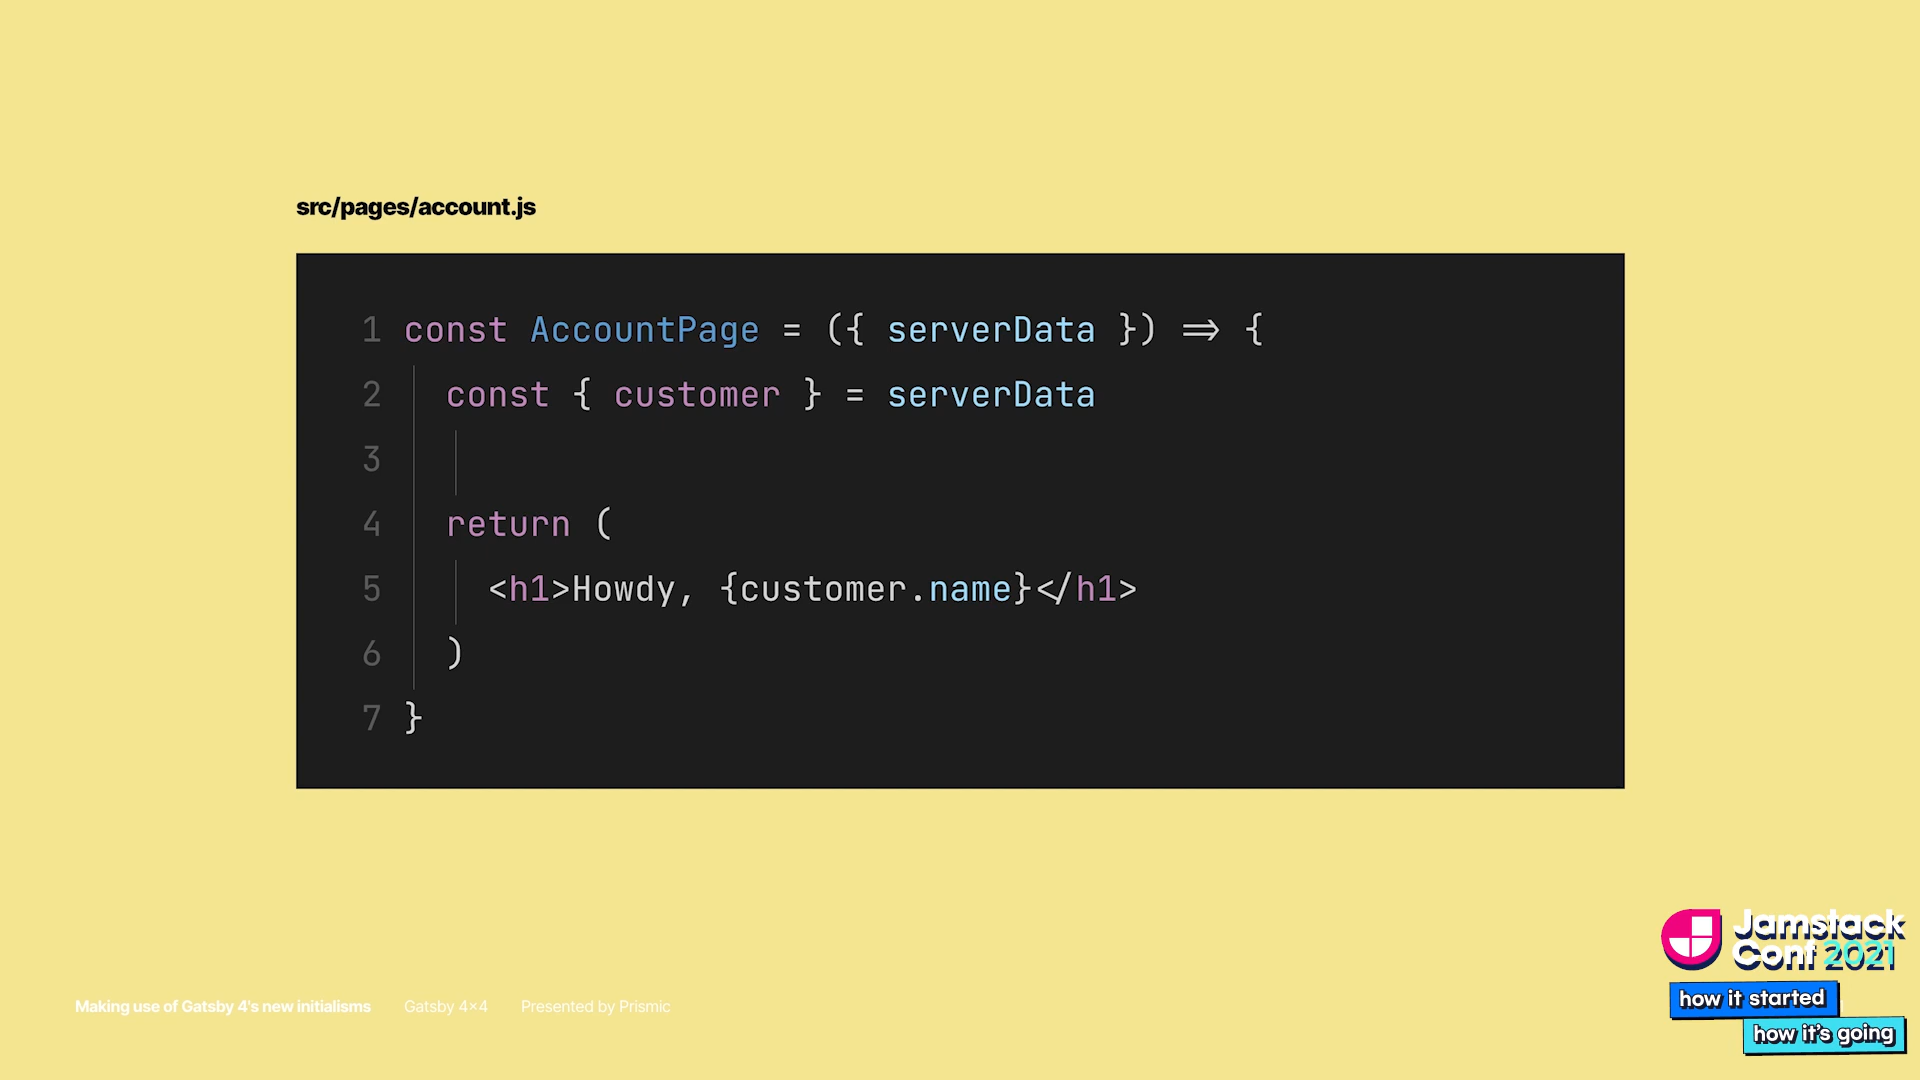 src/pages/account.js
1 const AccountPage = ({ serverData }) => {
2 const { customer } = serverData
3
4 return (
5 <h1>Howdy, {customer.name}</h1>
6 )
7 }
Jamstack
Conf 2021
how it started
how it's going
Making use of Gatsby 4's new initialisms Gatsby 4×4 Presented by Prismic